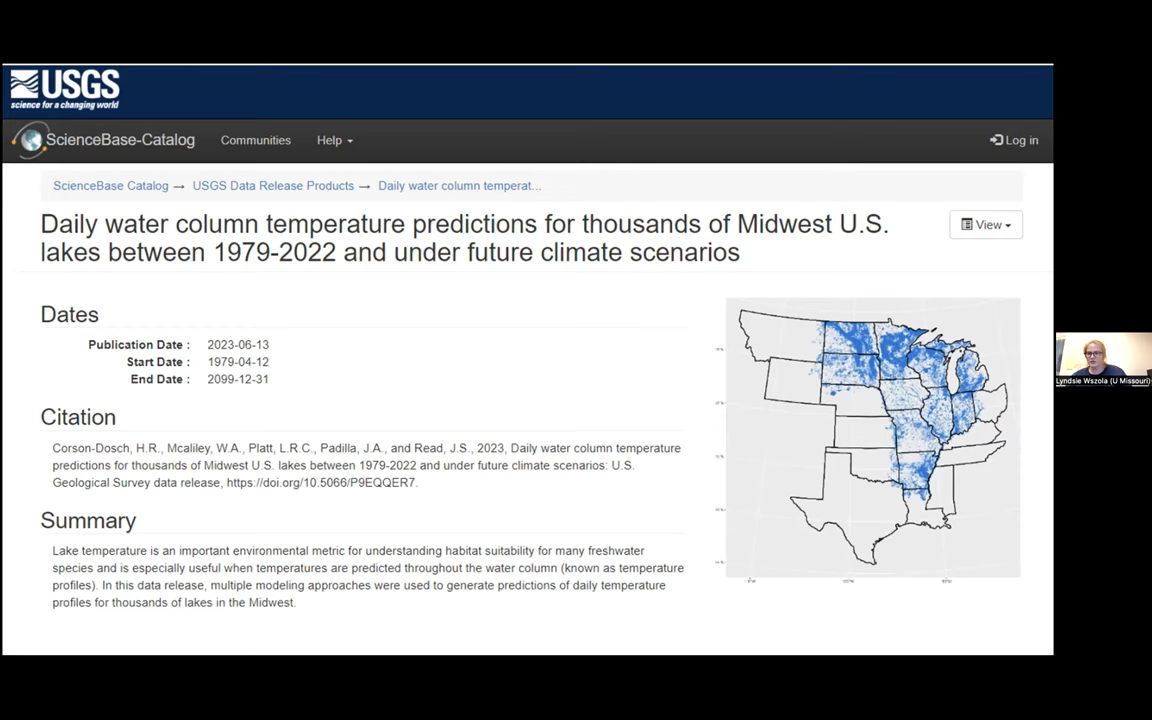 USGS
science for a changing world
ScienceBase-Catalog Communities Help Log in
ScienceBase Catalog → USGS Data Release Products → Daily water column temperat...
Daily water column temperature predictions for thousands of Midwest U.S.
lakes between 1979-2022 and under future climate scenarios
View
Dates
Publication Date : 2023-06-13
Start Date : 1979-04-12
End Date : 2099-12-31
Citation
Corson-Dosch, H.R., Mcaliley, W.A., Platt, L.R.C., Padilla, J.A., and Read, J.S., 2023, Daily water column temperature
predictions for thousands of Midwest U.S. lakes between 1979-2022 and under future climate scenarios: U.S.
Geological Survey data release, https://doi.org/10.5066/P9EQQER7.
Summary
Lake temperature is an important environmental metric for understanding habitat suitability for many freshwater
species and is especially useful when temperatures are predicted throughout the water column (known as temperature
profiles). In this data release, multiple modeling approaches were used to generate predictions of daily temperature
profiles for thousands of lakes in the Midwest.
Lyndsie Wszola (U Missouri)